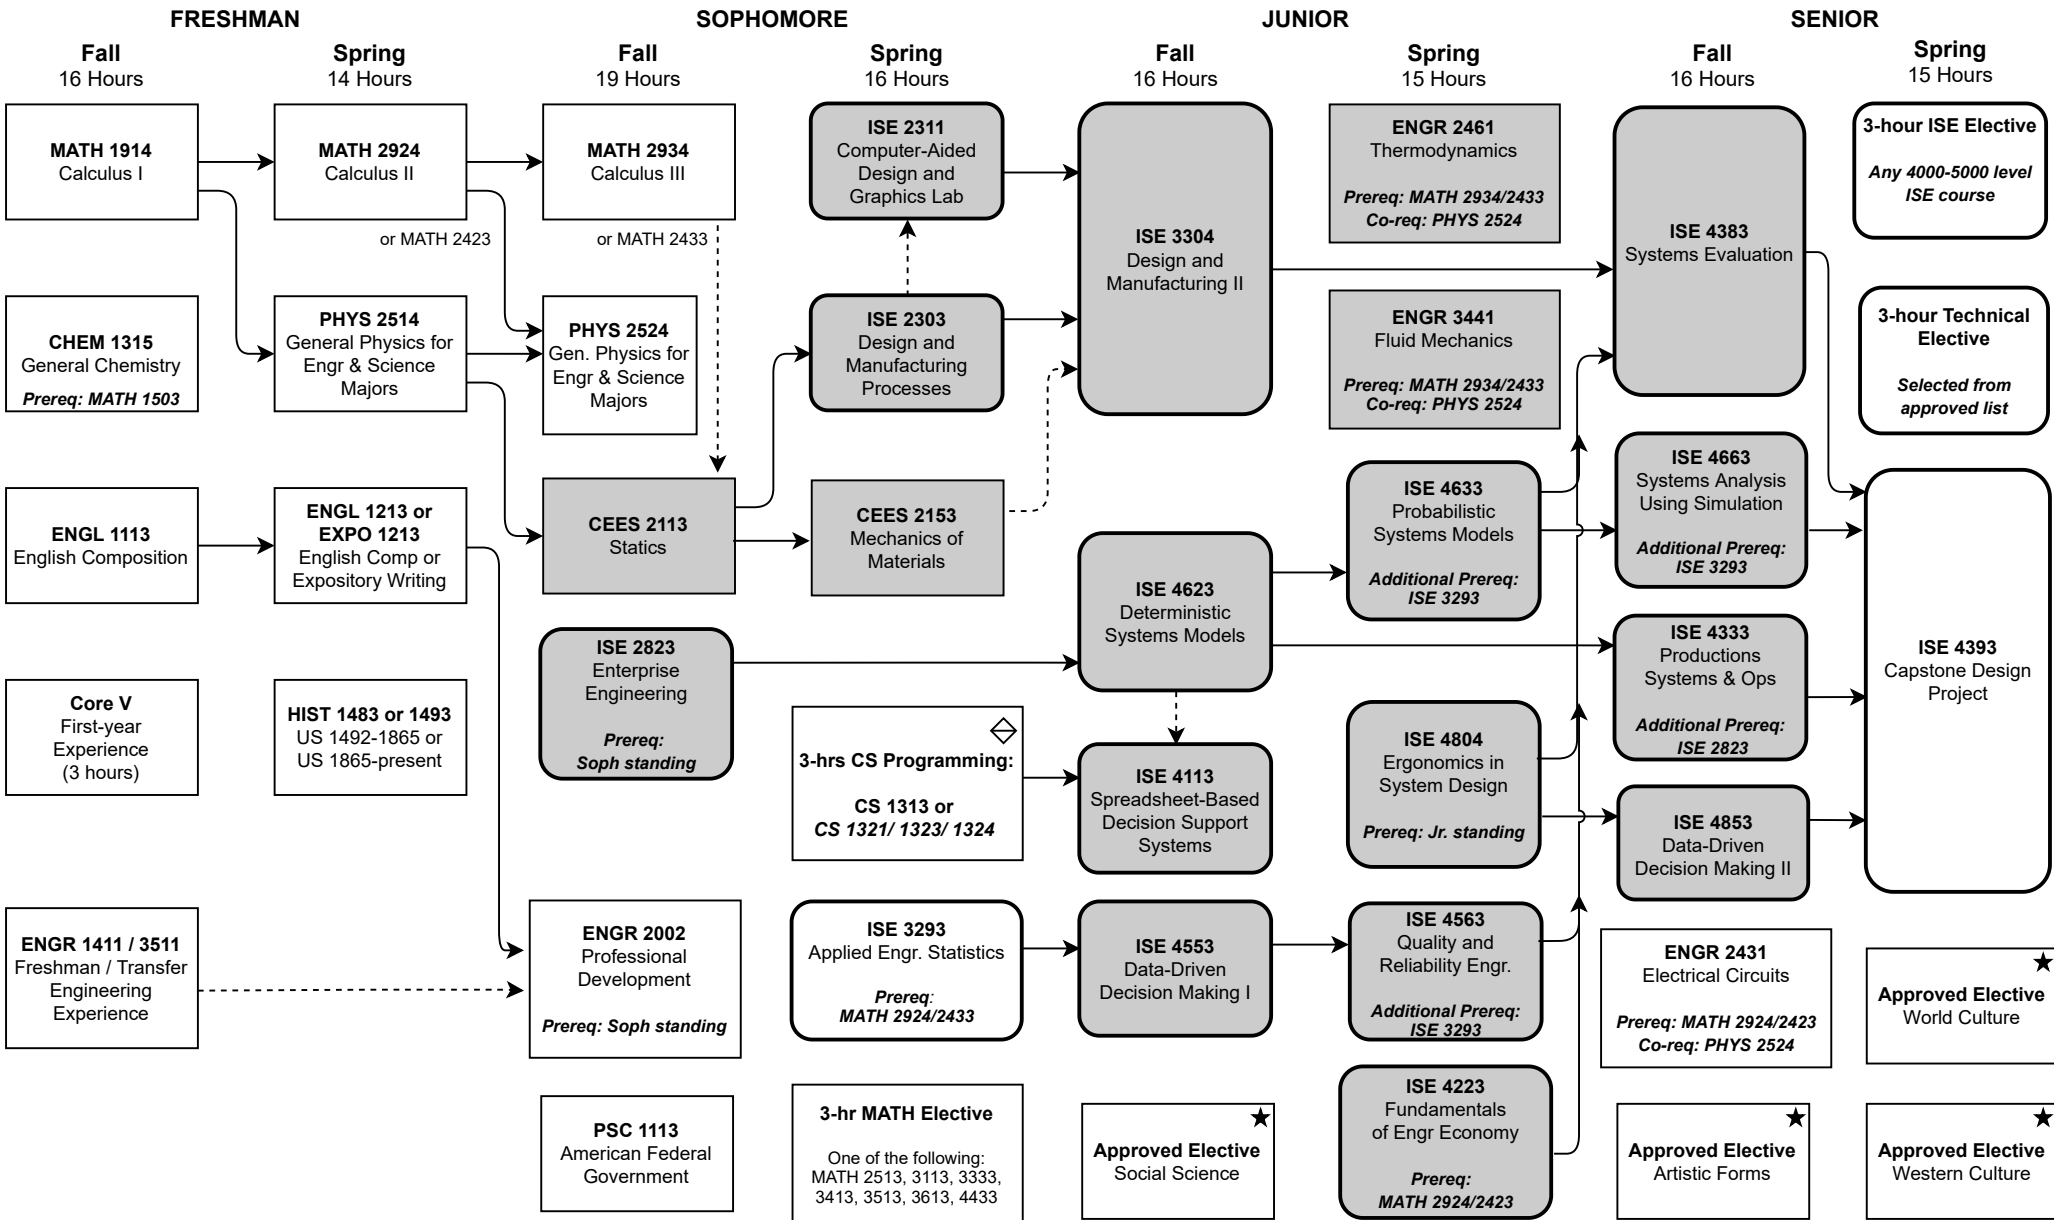 FRESHMAN
SOPHOMORE
JUNIOR
SENIOR
Fall
16 Hours
Spring
14 Hours
Fall
19 Hours
Spring
16 Hours
Fall
16 Hours
Spring
15 Hours
Fall
16 Hours
Spring
15 Hours
MATH 1914
Calculus I
CHEM 1315
General Chemistry
Prereq: MATH 1503
ENGL 1113
English Composition
Core V
First-year
Experience
(3 hours)
ENGR 1411 / 3511
Freshman / Transfer
Engineering
Experience
MATH 2924
Calculus II
or MATH 2423
PHYS 2514
General Physics for
Engr & Science
Majors
ENGL 1213 or
EXPO 1213
English Comp or
Expository Writing
HIST 1483 or 1493
US 1492-1865 or
US 1865-present
MATH 2934
Calculus III
or MATH 2433
PHYS 2524
Gen. Physics for
Engr & Science
Majors
CEES 2113
Statics
ISE 2823
Enterprise
Engineering
Prereq:
Soph standing
ENGR 2002
Professional
Development
Prereq: Soph standing
PSC 1113
American Federal
Government
ISE 2311
Computer-Aided
Design and
Graphics Lab
ISE 2303
Design and
Manufacturing
Processes
CEES 2153
Mechanics of
Materials
3-hrs CS Programming:
CS 1313 or
CS 1321/ 1323/ 1324
ISE 3293
Applied Engr. Statistics
Prereq:
MATH 2924/2433
3-hr MATH Elective
One of the following:
MATH 2513, 3113, 3333,
3413, 3513, 3613, 4433
ISE 3304
Design and
Manufacturing II
ISE 4623
Deterministic
Systems Models
ISE 4113
Spreadsheet-Based
Decision Support
Systems
ISE 4553
Data-Driven
Decision Making I
Approved Elective
Social Science
ENGR 2461
Thermodynamics
Prereq: MATH 2934/2433
Co-req: PHYS 2524
ENGR 3441
Fluid Mechanics
Prereq: MATH 2934/2433
Co-req: PHYS 2524
ISE 4633
Probabilistic
Systems Models
Additional Prereq:
ISE 3293
ISE 4804
Ergonomics in
System Design
Prereq: Jr. standing
ISE 4563
Quality and
Reliability Engr.
Additional Prereq:
ISE 3293
ISE 4223
Fundamentals
of Engr Economy
Prereq:
MATH 2924/2423
ISE 4383
Systems Evaluation
ISE 4663
Systems Analysis
Using Simulation
Additional Prereq:
ISE 3293
ISE 4333
Productions
Systems & Ops
Additional Prereq:
ISE 2823
ISE 4853
Data-Driven
Decision Making II
ENGR 2431
Electrical Circuits
Prereq: MATH 2924/2423
Co-req: PHYS 2524
Approved Elective
Artistic Forms
3-hour ISE Elective
Any 4000-5000 level
ISE course
3-hour Technical
Elective
Selected from
approved list
ISE 4393
Capstone Design
Project
Approved Elective
World Culture
Approved Elective
Western Culture